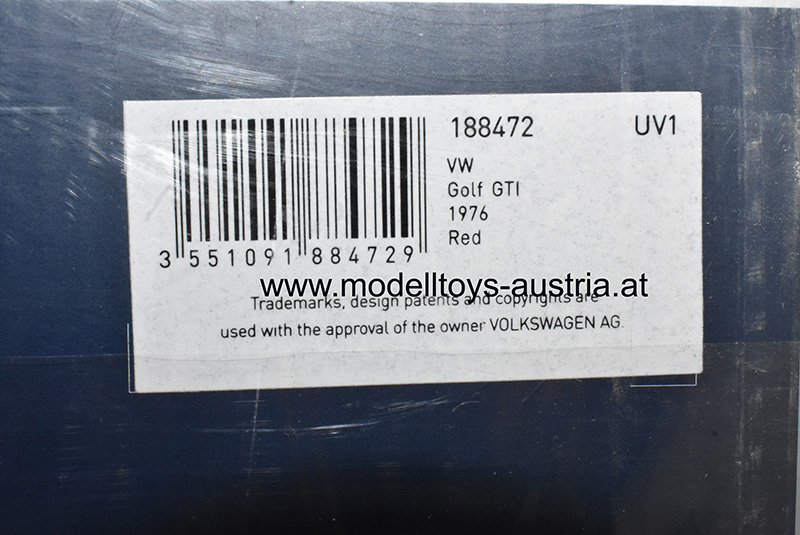 188472 UV1
VW
Golf GTI
1976
Red
3 551091 884729
www.modelltoys-austria.at
Trademarks, design patents and copyrights are
used with the approval of the owner VOLKSWAGEN AG.